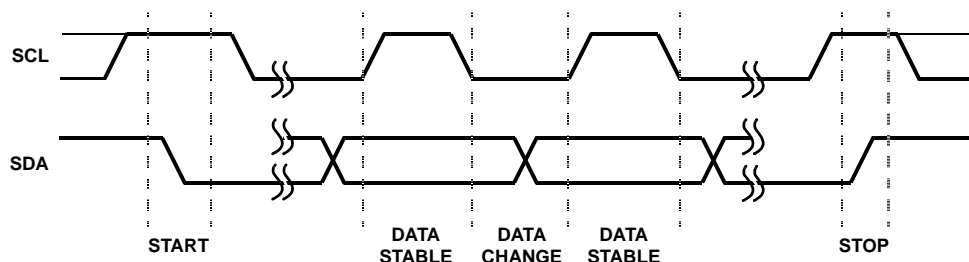 SCL
SDA
START
DATA
STABLE
DATA
CHANGE
DATA
STABLE
STOP